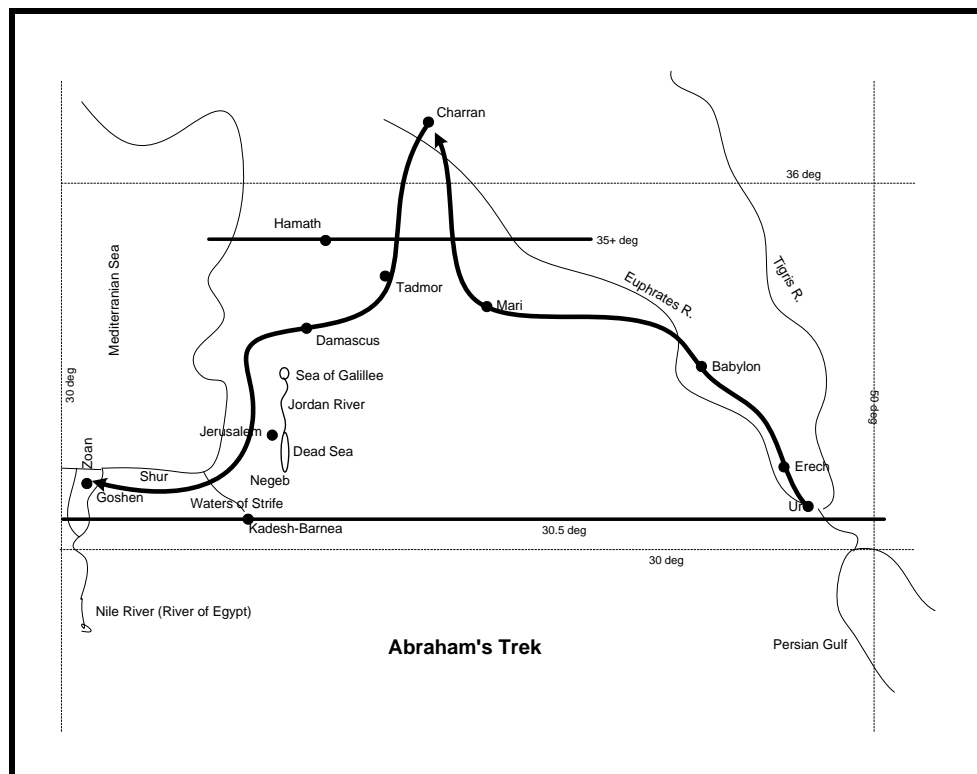 Charran
36 deg
Hamath
35+ deg
Mediterranian Sea
Tigris R.
Tadmor
Euphrates R.
Mari
Damascus
Babylon
Sea of Galillee
30 deg
50 deg
Jordan River
Jerusalem
Zoan
Dead Sea
Erech
Shur
Negeb
Goshen
Waters of Strife
Ur
Kadesh-Barnea
30.5 deg
30 deg
Nile River (River of Egypt)
Abraham's Trek
Persian Gulf